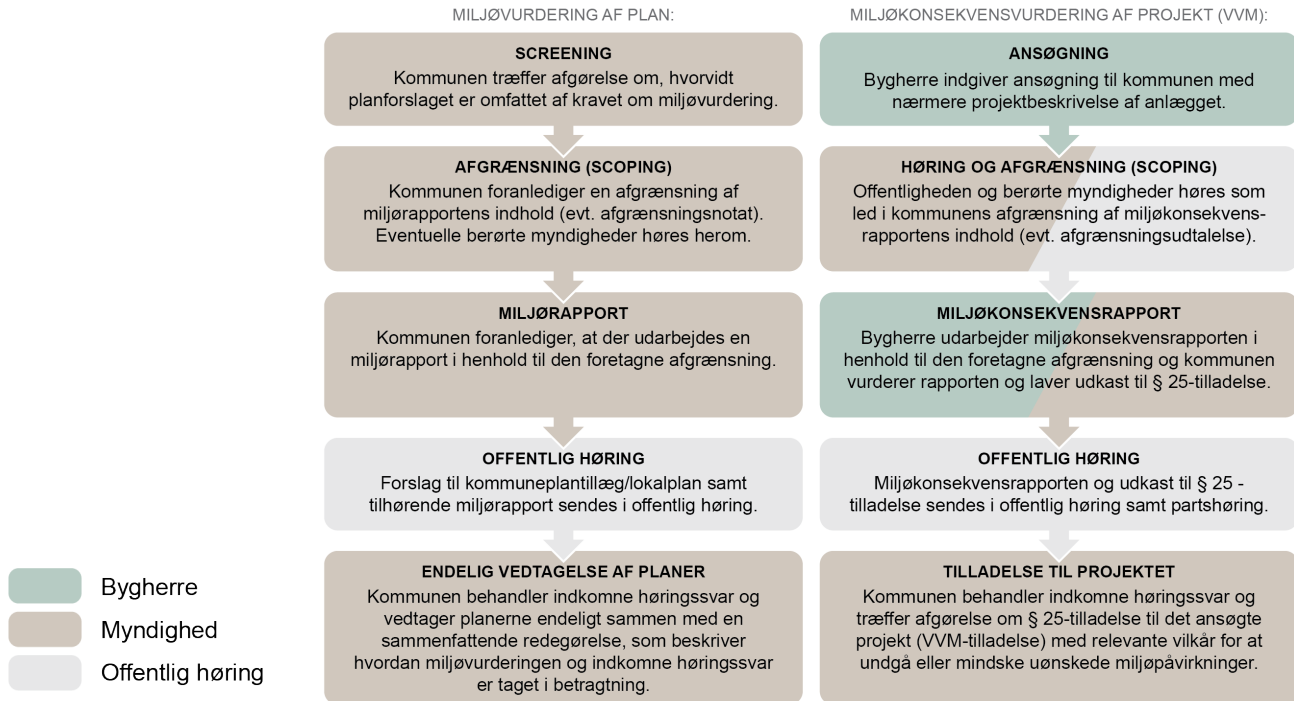 MILJØVURDERING AF PLAN:
SCREENING
Kommunen træffer afgørelse om, hvorvidt
planforslaget er omfattet af kravet om miljøvurdering.
AFGRÆNSNING (SCOPING)
Kommunen foranlediger en afgrænsning af
miljørapportens indhold (evt. afgrænsningsnotat).
Eventuelle berørte myndigheder høres herom.
MILJØRAPPORT
Kommunen foranlediger, at der udarbejdes en
miljørapport i henhold til den foretagne afgrænsning.
OFFENTLIG HØRING
Forslag til kommuneplantillæg/lokalplan samt
tilhørende miljørapport sendes i offentlig høring.
ENDELIG VEDTAGELSE AF PLANER
Kommunen behandler indkomne høringssvar og
vedtager planerne endeligt sammen med en
sammenfattende redegørelse, som beskriver
hvordan miljøvurderingen og indkomne høringssvar
er taget i betragtning.
MILJØKONSEKVENSVURDERING AF PROJEKT (VVM):
ANSØGNING
Bygherre indgiver ansøgning til kommunen med
nærmere projektbeskrivelse af anlægget.
HØRING OG AFGRÆNSNING (SCOPING)
Offentligheden og berørte myndigheder høres som
led i kommunens afgrænsning af miljøkonsekvens-
rapportens indhold (evt. afgrænsningsudtalelse).
MILJØKONSEKVENSRAPPORT
Bygherre udarbejder miljøkonsekvensrapporten i
henhold til den foretagne afgrænsning og kommunen
vurderer rapporten og laver udkast til § 25-tilladelse.
OFFENTLIG HØRING
Miljøkonsekvensrapporten og udkast til § 25 -
tilladelse sendes i offentlig høring samt partshøring.
TILLADELSE TIL PROJEKTET
Kommunen behandler indkomne høringssvar og
træffer afgørelse om § 25-tilladelse til det ansøgte
projekt (VVM-tilladelse) med relevante vilkår for at
undgå eller mindske uønskede miljøpåvirkninger.
Bygherre
Myndighed
Offentlig høring